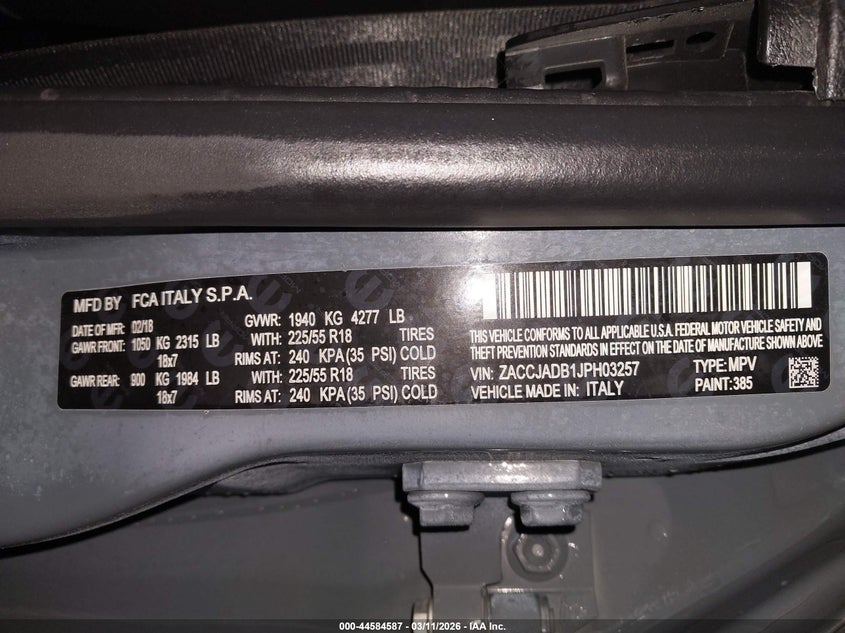 MFD BY FCA ITALY S.P.A.
DATE OF MFR: 02/18 GVWR: 1940 KG 4277 LB
GAWR FRONT: 1050 KG 2315 LB WITH: 225/55 R18 TIRES
18x7 RIMS AT: 240 KPA(35 PSI) COLD
GAWR REAR: 900 KG 1984 LB WITH: 225/55 R18 TIRES
18x7 RIMS AT: 240 KPA(35 PSI) COLD
THIS VEHICLE CONFORMS TO ALL APPLICABLE U.S.A. FEDERAL MOTOR VEHICLE SAFETY AND
THEFT PREVENTION STANDARDS IN EFFECT ON THE DATE OF MANUFACTURE SHOWN ABOVE
VIN: ZACCJADB1JPH03257 TYPE: MPV
VEHICLE MADE IN: ITALY PAINT: 385
000-44584587 - 03/11/2026 - IAA Inc.